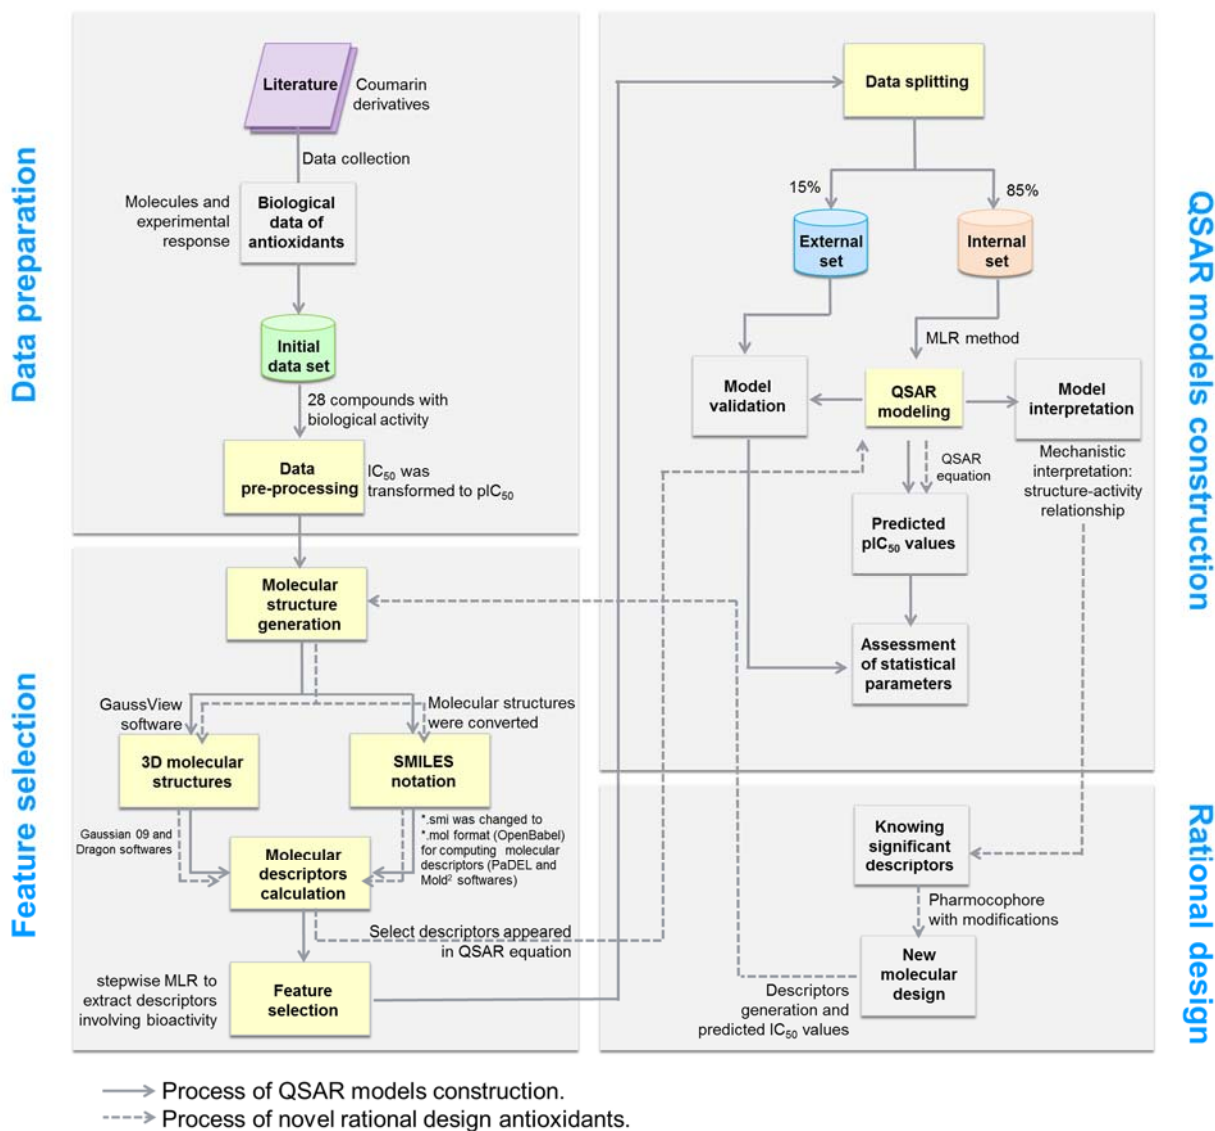 Data preparation
Literature
Coumarin
derivatives
Data collection
Molecules and
experimental
response
Biological
data of
antioxidants
Initial
data set
28 compounds with
biological activity
Data
pre-processing
IC50 was
transformed to pIC50
Feature selection
Molecular
structure
generation
GaussView
software
Molecular structures
were converted
3D molecular
structures
SMILES
notation
Gaussian 09 and
Dragon softwares
*.smi was changed to
*.mol format (OpenBabel)
for computing molecular
descriptors (PaDEL and
Mold2 softwares)
Molecular
descriptors
calculation
Select descriptors appeared
in QSAR equation
stepwise MLR to
extract descriptors
involving bioactivity
Feature
selection
QSAR models construction
Data splitting
15%
85%
External
set
Internal
set
MLR method
Model
validation
QSAR
modeling
Model
interpretation
QSAR
equation
Mechanistic
interpretation:
structure-activity
relationship
Predicted
pIC50 values
Assessment
of statistical
parameters
Rational design
Knowing
significant
descriptors
Pharmocophore
with modifications
New
molecular
design
Descriptors
generation and
predicted IC50 values
Process of QSAR models construction.
Process of novel rational design antioxidants.